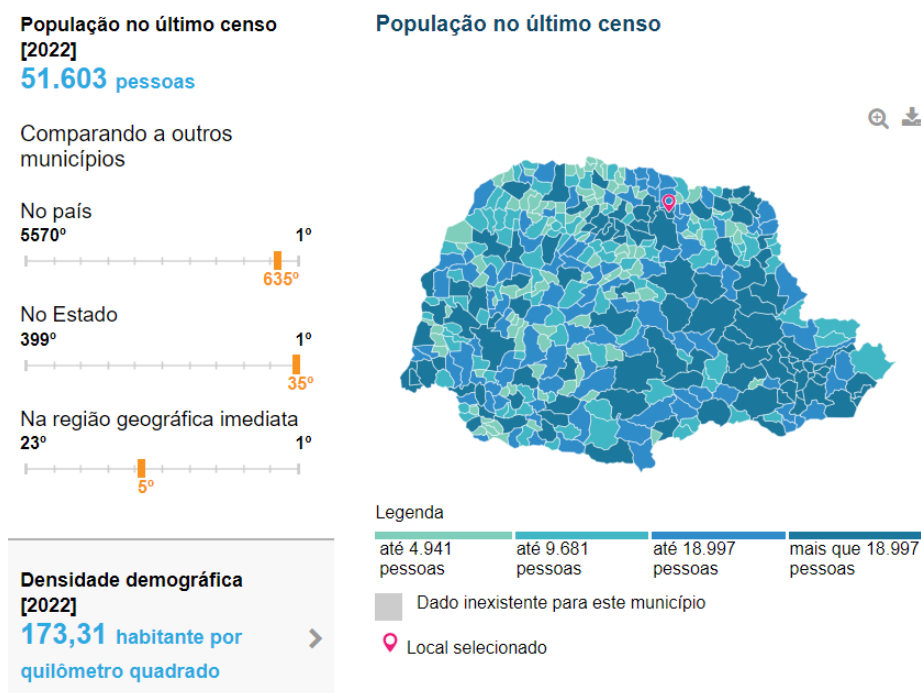 População no último censo
[2022]
51.603 pessoas
Comparando a outros
municípios
No país
5570º 1º
635º
No Estado
399º 1º
35º
Na região geográfica imediata
23º 1º
5º
Densidade demográfica
[2022]
173,31 habitante por
quilômetro quadrado
População no último censo
Legenda
até 4.941
pessoas
até 9.681
pessoas
até 18.997
pessoas
mais que 18.997
pessoas
Dado inexistente para este município
Local selecionado